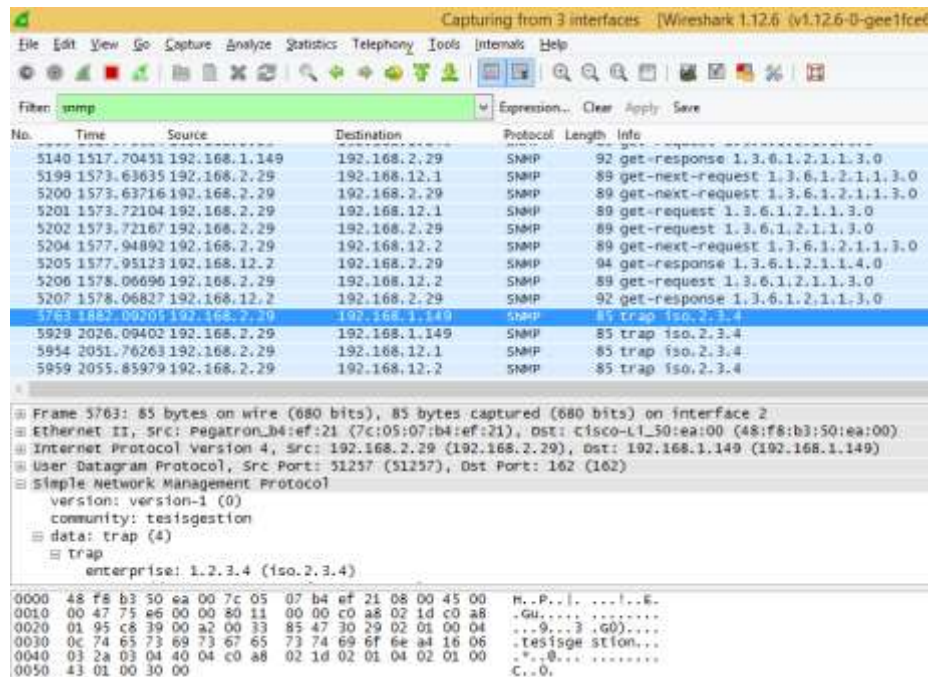 Capturing from 3 interfaces [Wireshark 1.12.6 (v1.12.6-0-gee1fce6
File Edit View Go Capture Analyze Statistics Telephony Tools Internals Help
Filter: snmp Expression... Clear Apply Save
No. Time Source Destination Protocol Length Info
5140 1517.70451 192.168.1.149 192.168.2.29 SNMP 92 get-response 1.3.6.1.2.1.1.3.0
5199 1573.63635 192.168.2.29 192.168.12.1 SNMP 89 get-next-request 1.3.6.1.2.1.1.3.0
5200 1573.63716 192.168.2.29 192.168.2.29 SNMP 89 get-next-request 1.3.6.1.2.1.1.3.0
5201 1573.72104 192.168.2.29 192.168.12.1 SNMP 89 get-request 1.3.6.1.2.1.1.3.0
5202 1573.72167 192.168.2.29 192.168.2.29 SNMP 89 get-request 1.3.6.1.2.1.1.3.0
5204 1577.94892 192.168.2.29 192.168.12.2 SNMP 89 get-next-request 1.3.6.1.2.1.1.3.0
5205 1577.95123 192.168.12.2 192.168.2.29 SNMP 94 get-response 1.3.6.1.2.1.1.4.0
5206 1578.06696 192.168.2.29 192.168.12.2 SNMP 89 get-request 1.3.6.1.2.1.1.3.0
5207 1578.06827 192.168.12.2 192.168.2.29 SNMP 92 get-response 1.3.6.1.2.1.1.3.0
5763 1882.09205 192.168.2.29 192.168.1.149 SNMP 85 trap iso.2.3.4
5929 2026.09402 192.168.2.29 192.168.1.149 SNMP 85 trap iso.2.3.4
5954 2051.76263 192.168.2.29 192.168.12.1 SNMP 85 trap iso.2.3.4
5959 2055.85979 192.168.2.29 192.168.12.2 SNMP 85 trap iso.2.3.4
Frame 5763: 85 bytes on wire (680 bits), 85 bytes captured (680 bits) on interface 2
Ethernet II, Src: Pegatron_b4:ef:21 (7c:05:07:b4:ef:21), Dst: Cisco-Li_50:ea:00 (48:f8:b3:50:ea:00)
Internet Protocol Version 4, Src: 192.168.2.29 (192.168.2.29), Dst: 192.168.1.149 (192.168.1.149)
User Datagram Protocol, Src Port: 51257 (51257), Dst Port: 162 (162)
Simple Network Management Protocol
version: version-1 (0)
community: tesisgestion
data: trap (4)
trap
enterprise: 1.2.3.4 (iso.2.3.4)
0000 48 f8 b3 50 ea 00 7c 05 07 b4 ef 21 08 00 45 00 H..P..|. ...!..E.
0010 00 47 75 e6 00 00 80 11 00 00 c0 a8 02 1d c0 a8 .Gu..... ........
0020 01 95 c8 39 00 a2 00 33 85 47 30 29 02 01 00 04 ...9...3 .G0)....
0030 0c 74 65 73 69 73 67 65 73 74 69 6f 6e a4 16 06 .tesisge stion...
0040 03 2a 03 04 40 04 c0 a8 02 1d 02 01 04 02 01 00 .*..@... ........
0050 43 01 00 30 00 C..0.